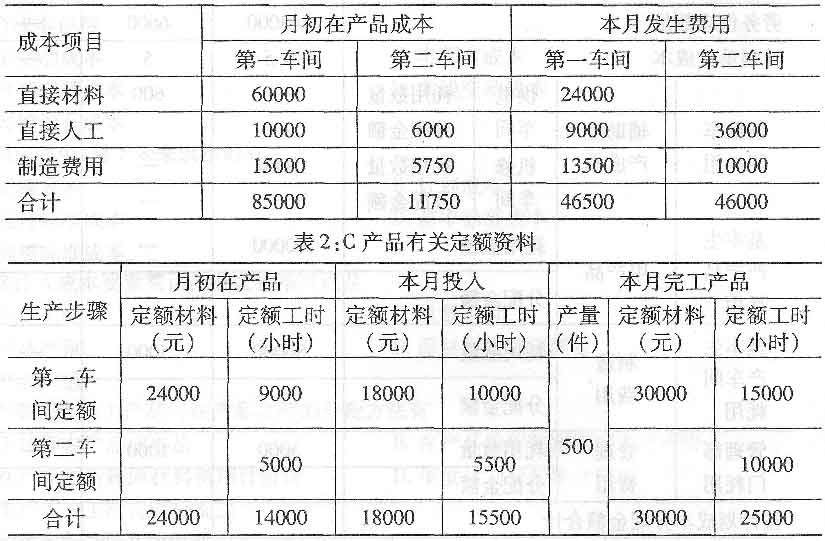 成本项目 月初在产品成本 本月发生费用
第一车间 第二车间 第一车间 第二车间
直接材料 60000 24000
直接人工 10000 6000 9000 36000
制造费用 15000 5750 13500 10000
合计 85000 11750 46500 46000
表2:C产品有关定额资料
生产步骤 月初在产品 本月投入 本月完工产品
定额材料(元) 定额工时(小时) 定额材料(元) 定额工时(小时) 产量(件) 定额材料(元) 定额工时(小时)
第一车间定额 24000 9000 18000 10000 500 30000 15000
第二车间定额 5000 5500 10000
合计 24000 14000 18000 15500 30000 25000